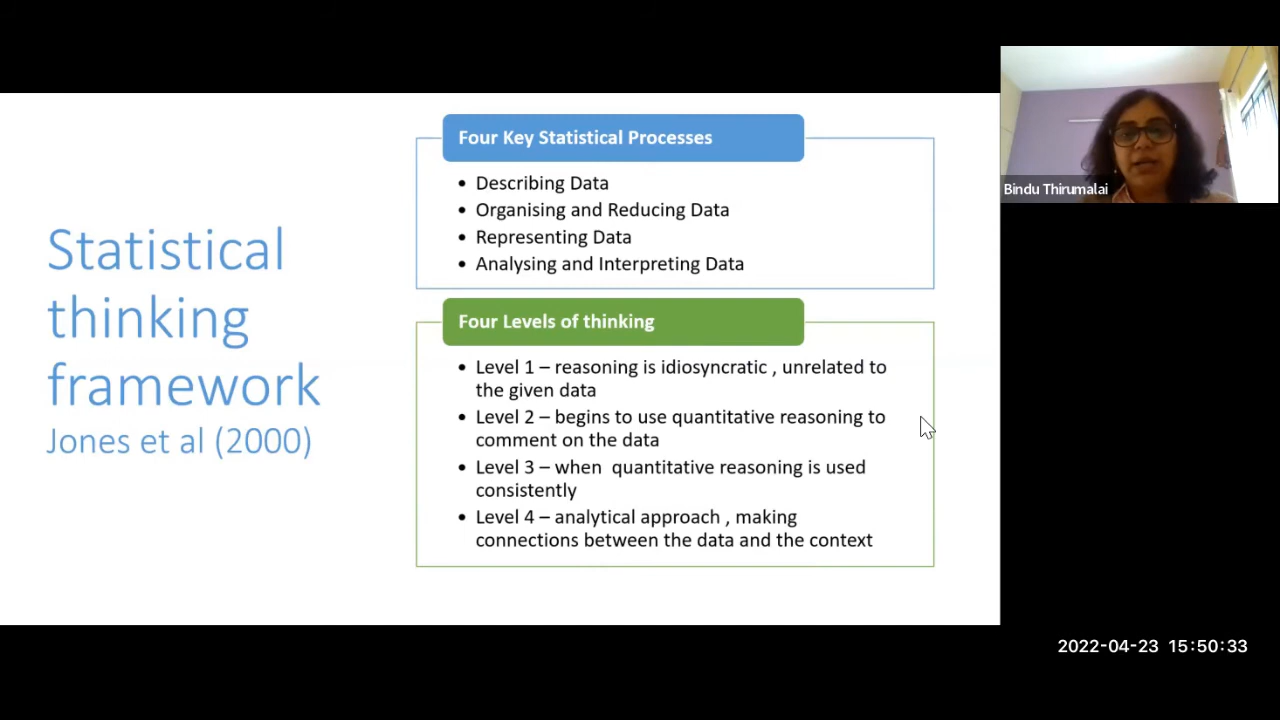 Statistical
thinking
framework
Jones et al (2000)
Four Key Statistical Processes
• Describing Data
• Organising and Reducing Data
• Representing Data
• Analysing and Interpreting Data
Four Levels of thinking
• Level 1 – reasoning is idiosyncratic , unrelated to
the given data
• Level 2 – begins to use quantitative reasoning to
comment on the data
• Level 3 – when  quantitative reasoning is used
consistently
• Level 4 – analytical approach , making
connections between the data and the context
Bindu Thirumalai
2022-04-23 15:50:33